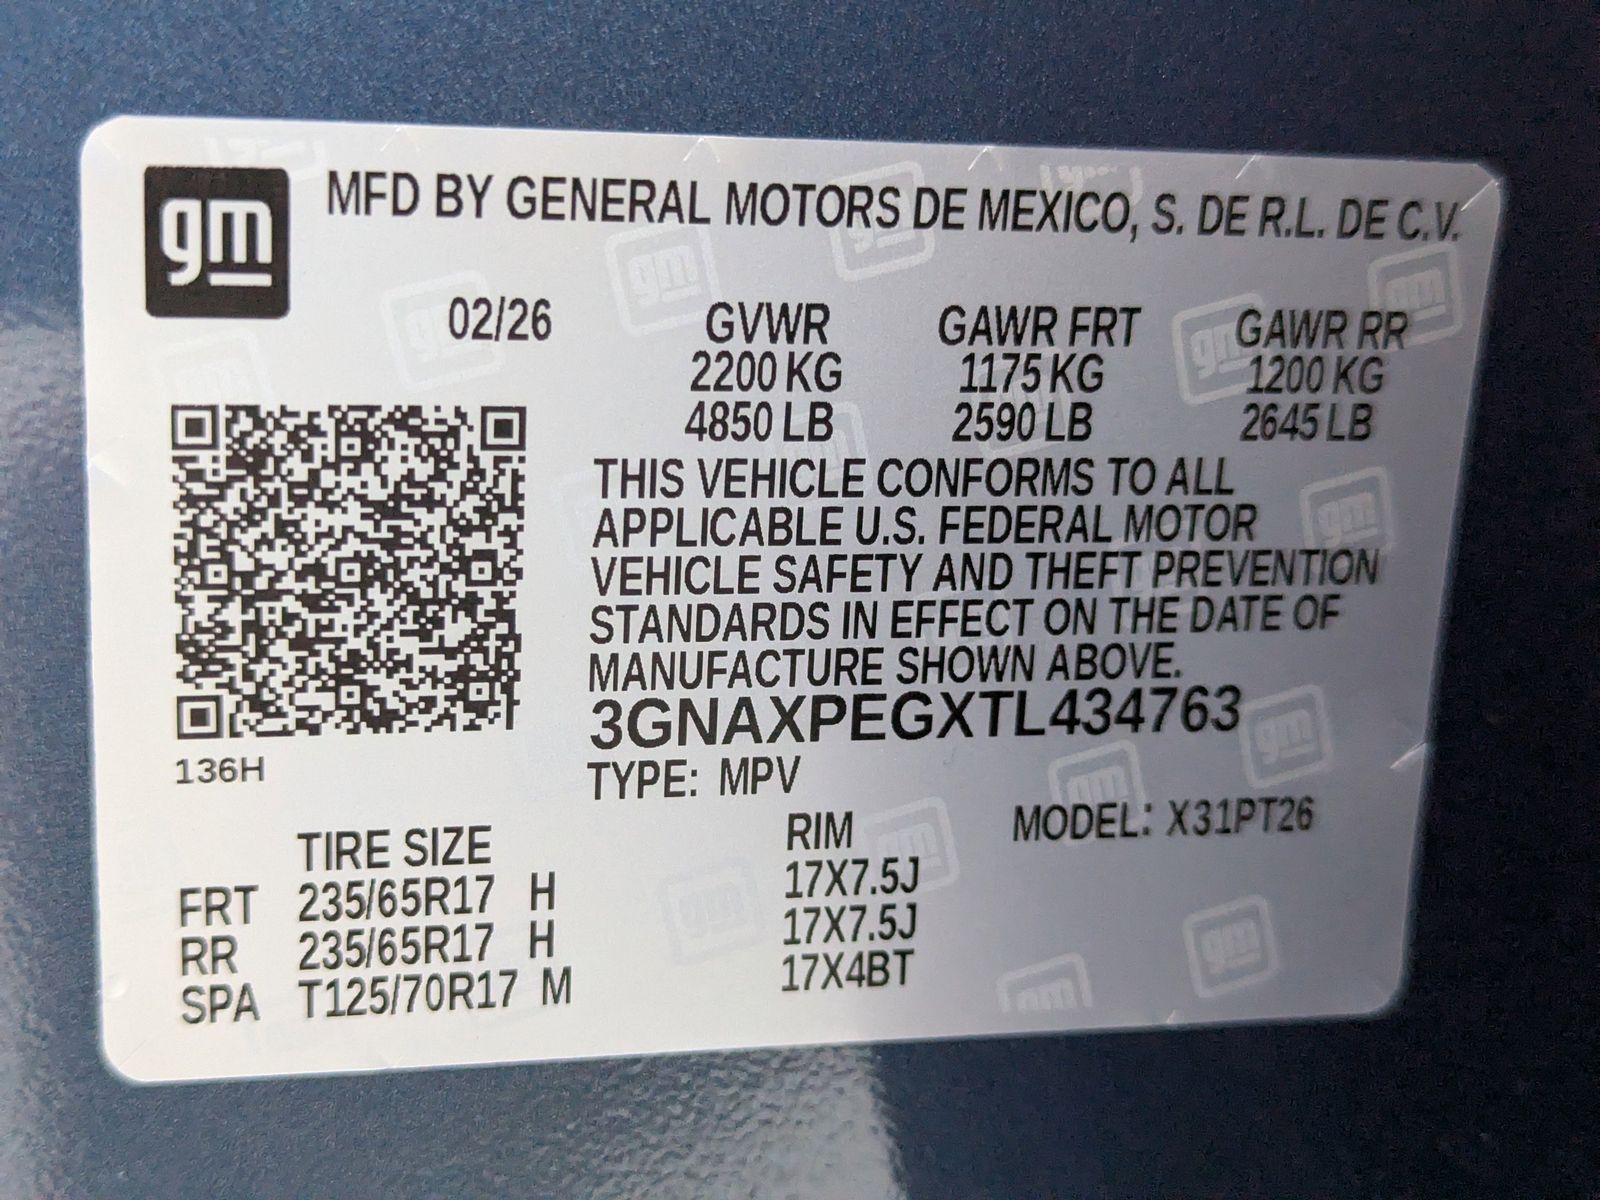 gm MFD BY GENERAL MOTORS DE MEXICO, S. DE R.L. DE C.V.
02/26 GVWR GAWR FRT GAWR RR
2200 KG 1175 KG 1200 KG
4850 LB 2590 LB 2645 LB
THIS VEHICLE CONFORMS TO ALL
APPLICABLE U.S. FEDERAL MOTOR
VEHICLE SAFETY AND THEFT PREVENTION
STANDARDS IN EFFECT ON THE DATE OF
MANUFACTURE SHOWN ABOVE.
3GNAXPEGXTL434763
136H
TYPE: MPV
TIRE SIZE RIM MODEL: X31PT26
FRT 235/65R17 H 17X7.5J
RR 235/65R17 H 17X7.5J
SPA T125/70R17 M 17X4BT